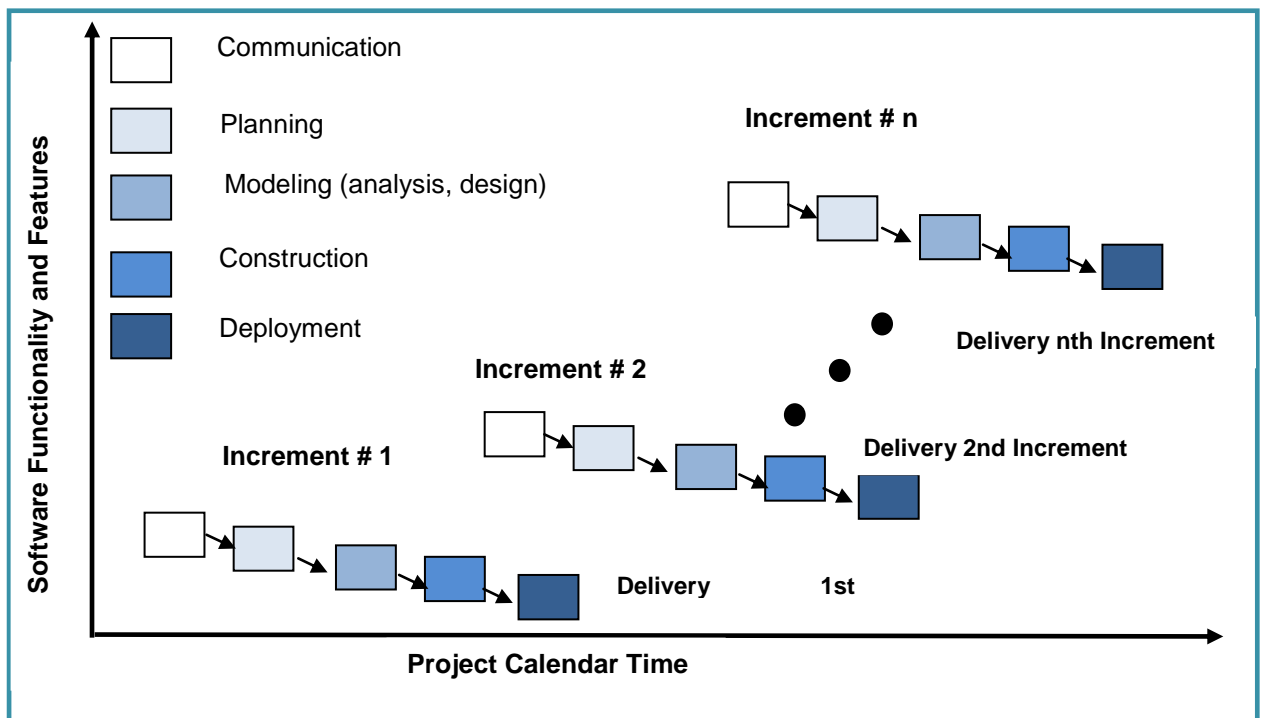 Communication
Planning
Modeling (analysis, design)
Construction
Deployment
Increment # n
Delivery nth Increment
Increment # 2
Delivery 2nd Increment
Increment # 1
Delivery 1st
Software Functionality and Features
Project Calendar Time